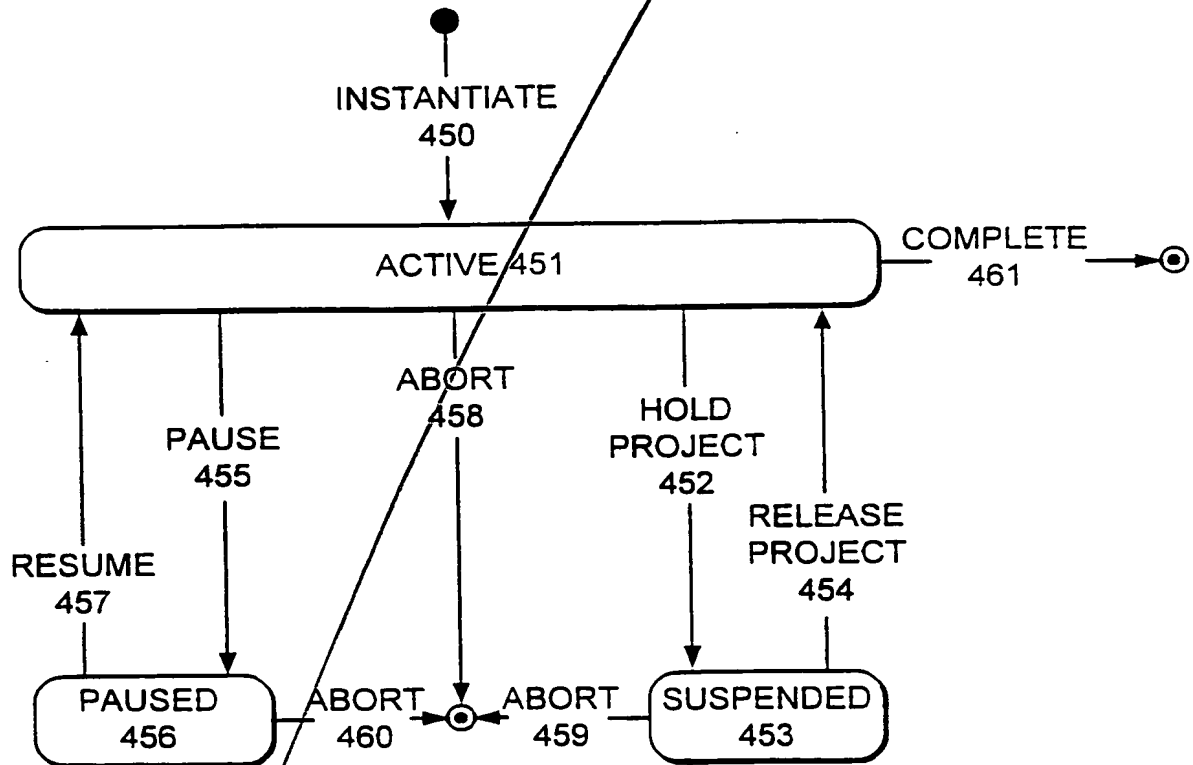 INSTANTIATE
450
ACTIVE 451
COMPLETE
461
ABORT
458
HOLD
PROJECT
452
PAUSE
455
RELEASE
PROJECT
454
RESUME
457
PAUSED
456
ABORT
460
ABORT
459
SUSPENDED
453